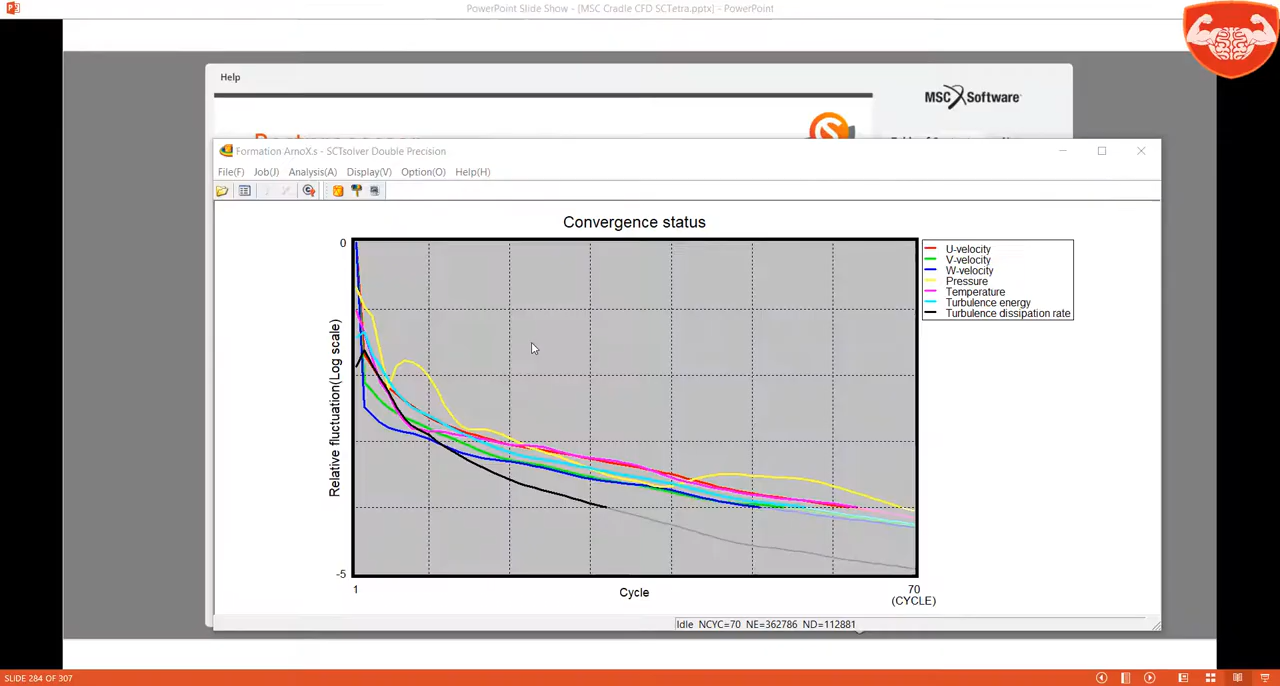 PowerPoint Slide Show - [MSC Cradle CFD SCTetra.pptx] - PowerPoint
Help
MSC Software
Formation ArnoX.s - SCTsolver Double Precision
File(F) Job(J) Analysis(A) Display(V) Option(O) Help(H)
Convergence status
0
Relative fluctuation(Log scale)
-5
1
Cycle
70
(CYCLE)
U-velocity
V-velocity
W-velocity
Pressure
Temperature
Turbulence energy
Turbulence dissipation rate
Idle NCYC=70 NE=362786 ND=112881
SLIDE 284 OF 307